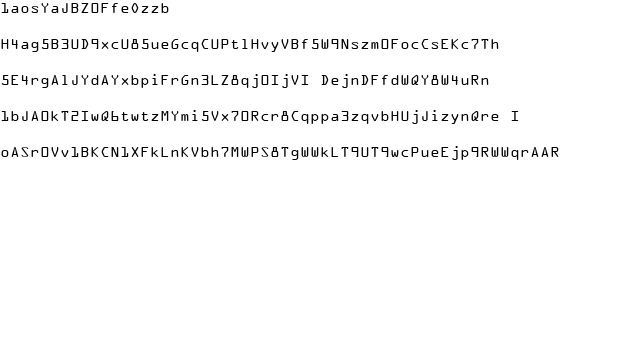 1aosYaJBZOFfe0zzb
H4ag5B3UD9xcU85ueGcqCUPt1HvyVBf5W9NszmOFocCsEKc7Th
5E4rgA1JYdAYxbpiFrGn3LZ8qjOIjVI DejnDFfdWQY8W4uRn
1bJAOkT2IwQ6twtzMYmi5Vx7ORcr8Cqppa3zqvbHUjJizynQre I
oASrOVv1BKCN1XFkLnKVbh7MWPS8TgWWkLT9UT9wcPueEjp9RWWqrAAR